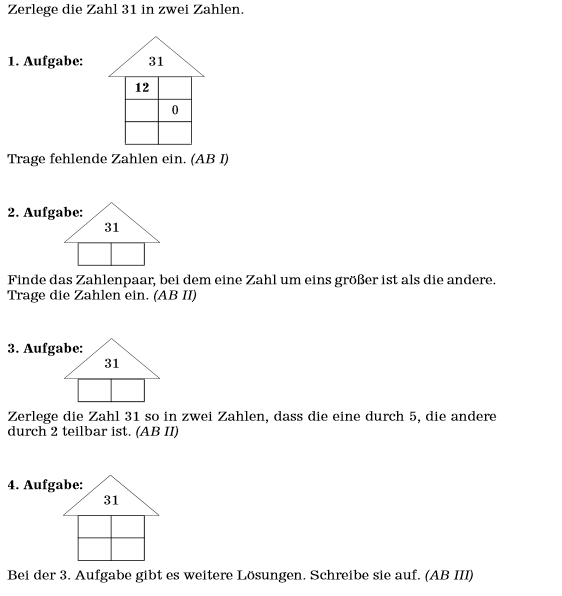 Zerlege die Zahl 31 in zwei Zahlen.
1. Aufgabe:
31
12
0
Trage fehlende Zahlen ein. (AB I)
2. Aufgabe:
31
Finde das Zahlenpaar, bei dem eine Zahl um eins größer ist als die andere.
Trage die Zahlen ein. (AB II)
3. Aufgabe:
31
Zerlege die Zahl 31 so in zwei Zahlen, dass die eine durch 5, die andere
durch 2 teilbar ist. (AB II)
4. Aufgabe:
31
Bei der 3. Aufgabe gibt es weitere Lösungen. Schreibe sie auf. (AB III)